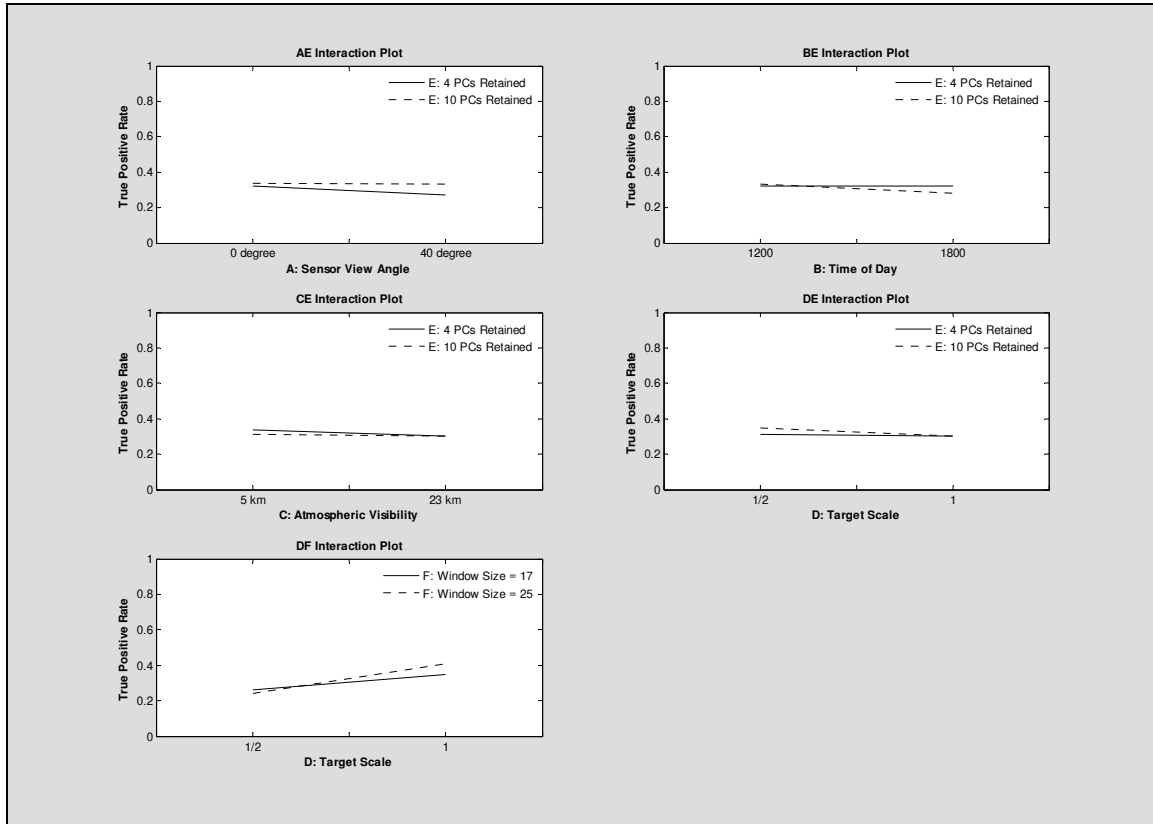 AE Interaction Plot
1
0.8
0.6
0.4
0.2
0
True Positive Rate
E: 4 PCs Retained
E: 10 PCs Retained
0 degree
40 degree
A: Sensor View Angle
BE Interaction Plot
1
0.8
0.6
0.4
0.2
0
True Positive Rate
E: 4 PCs Retained
E: 10 PCs Retained
1200
1800
B: Time of Day
CE Interaction Plot
1
0.8
0.6
0.4
0.2
0
True Positive Rate
E: 4 PCs Retained
E: 10 PCs Retained
5 km
23 km
C: Atmospheric Visibility
DE Interaction Plot
1
0.8
0.6
0.4
0.2
0
True Positive Rate
E: 4 PCs Retained
E: 10 PCs Retained
1/2
1
D: Target Scale
DF Interaction Plot
1
0.8
0.6
0.4
0.2
0
True Positive Rate
F: Window Size = 17
F: Window Size = 25
1/2
1
D: Target Scale